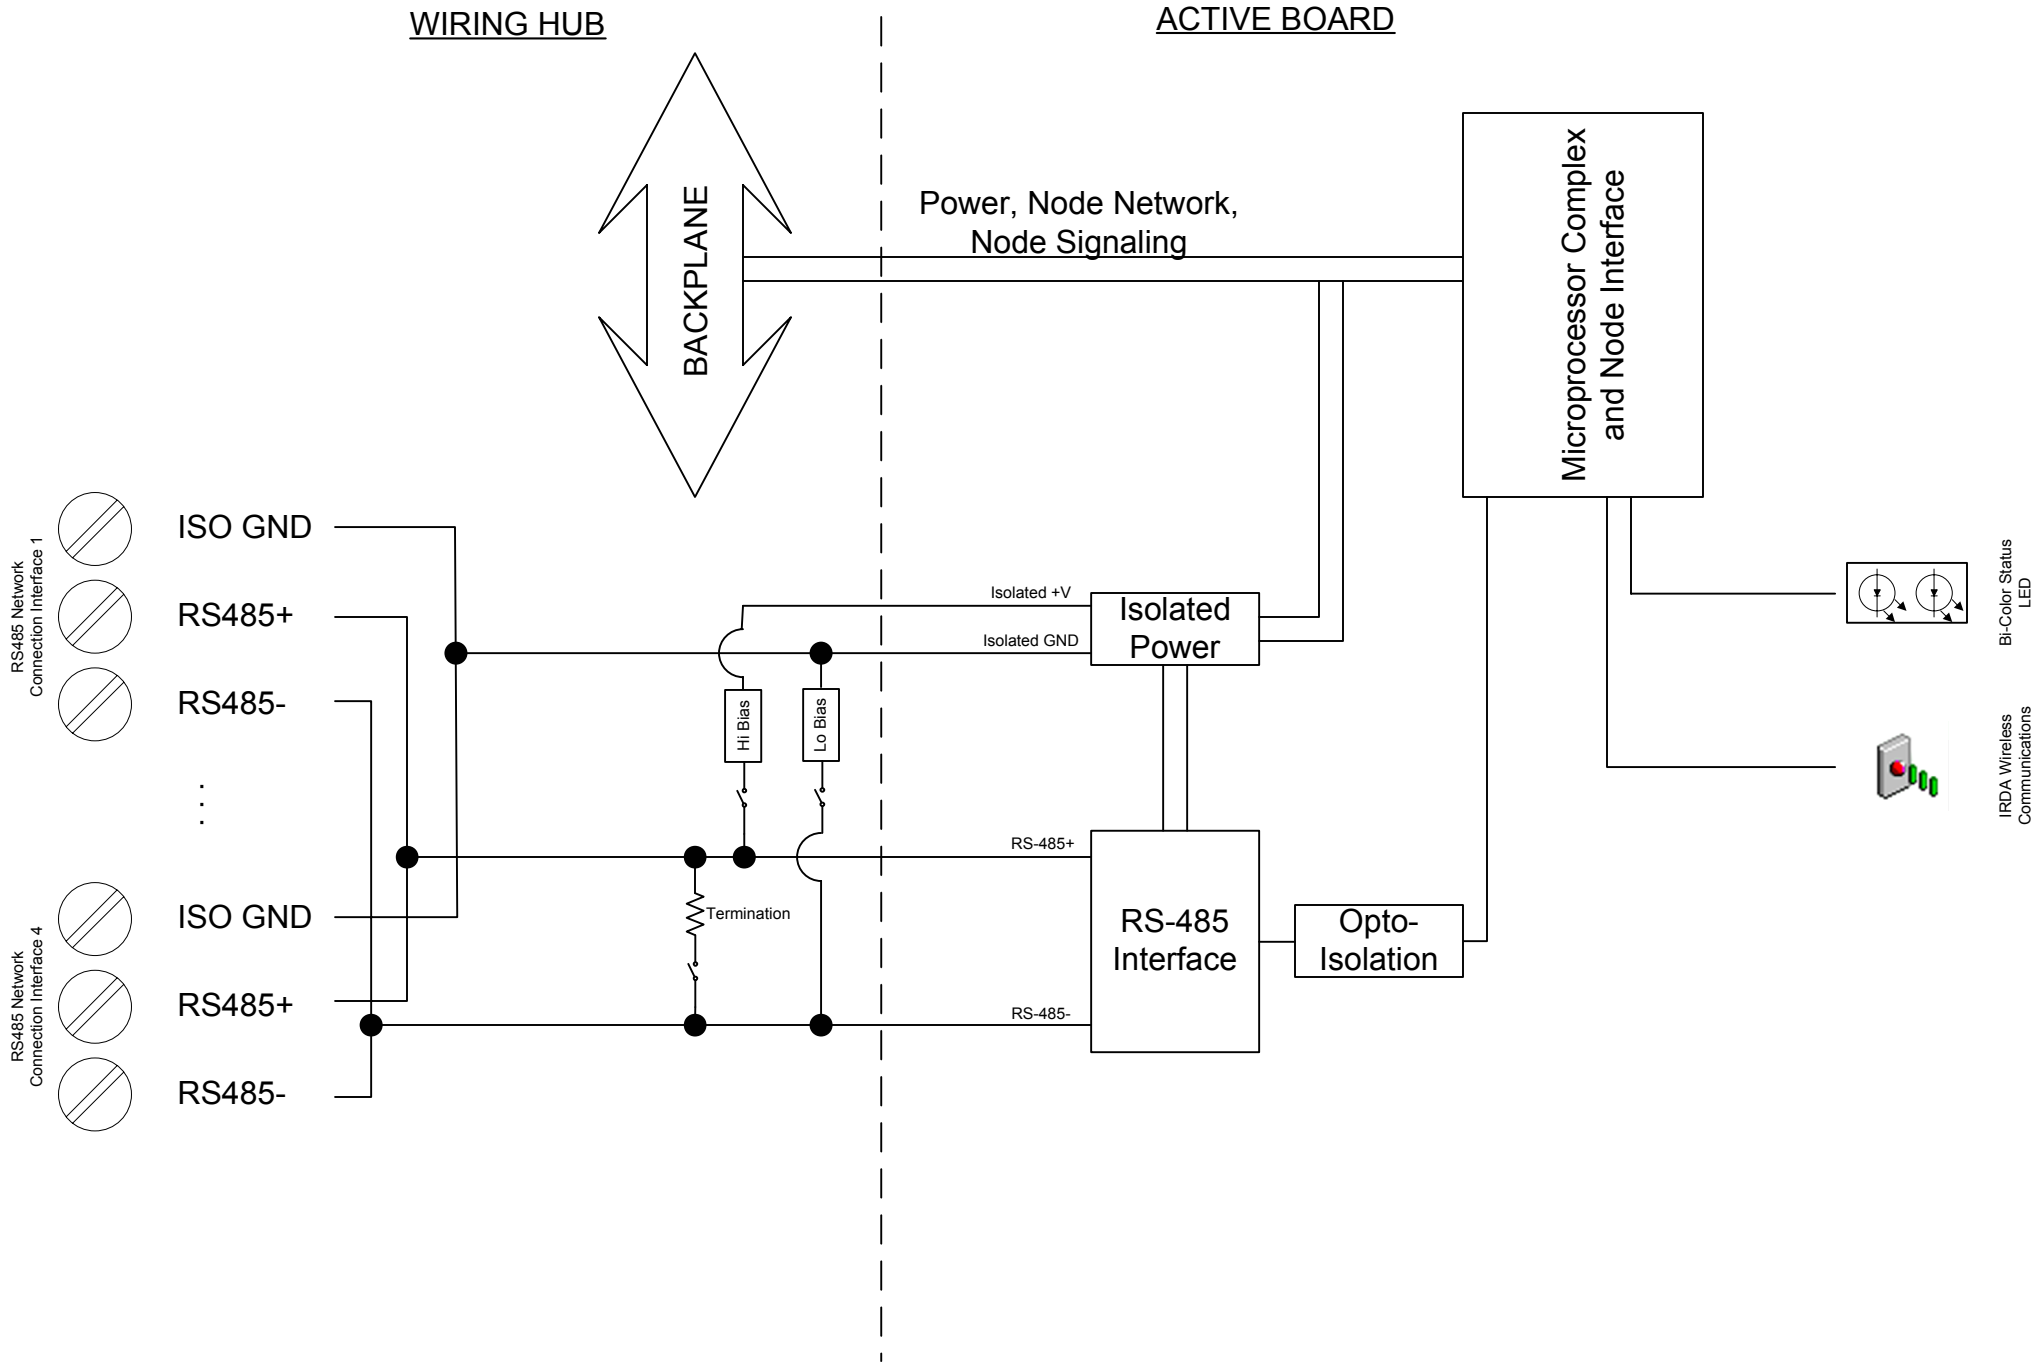 WIRING HUB
ACTIVE BOARD
BACKPLANE
Power, Node Network,
Node Signaling
Microprocessor Complex
and Node Interface
RS485 Network
Connection Interface 1
ISO GND
RS485+
RS485-
.
.
.
RS485 Network
Connection Interface 4
ISO GND
RS485+
RS485-
Isolated +V
Isolated GND
Isolated
Power
Hi Bias
Lo Bias
Termination
RS-485+
RS-485-
RS-485
Interface
Opto-
Isolation
Bi-Color Status
LED
IRDA Wireless
Communications